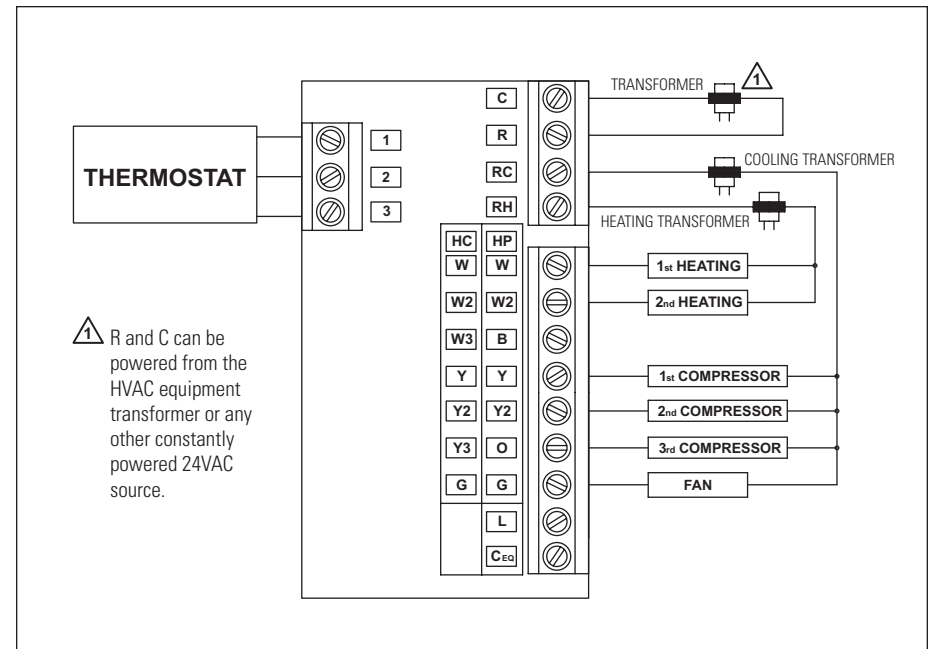 TRANSFORMER 1
C
R
COOLING TRANSFORMER
RC
HEATING TRANSFORMER
RH
THERMOSTAT
1
2
3
HC HP
W W 1st HEATING
W2 W2 2nd HEATING
W3 B
Y Y 1st COMPRESSOR
Y2 Y2 2nd COMPRESSOR
Y3 O 3rd COMPRESSOR
G G FAN
L
CEQ
1 R and C can be
powered from the
HVAC equipment
transformer or any
other constantly
powered 24VAC
source.